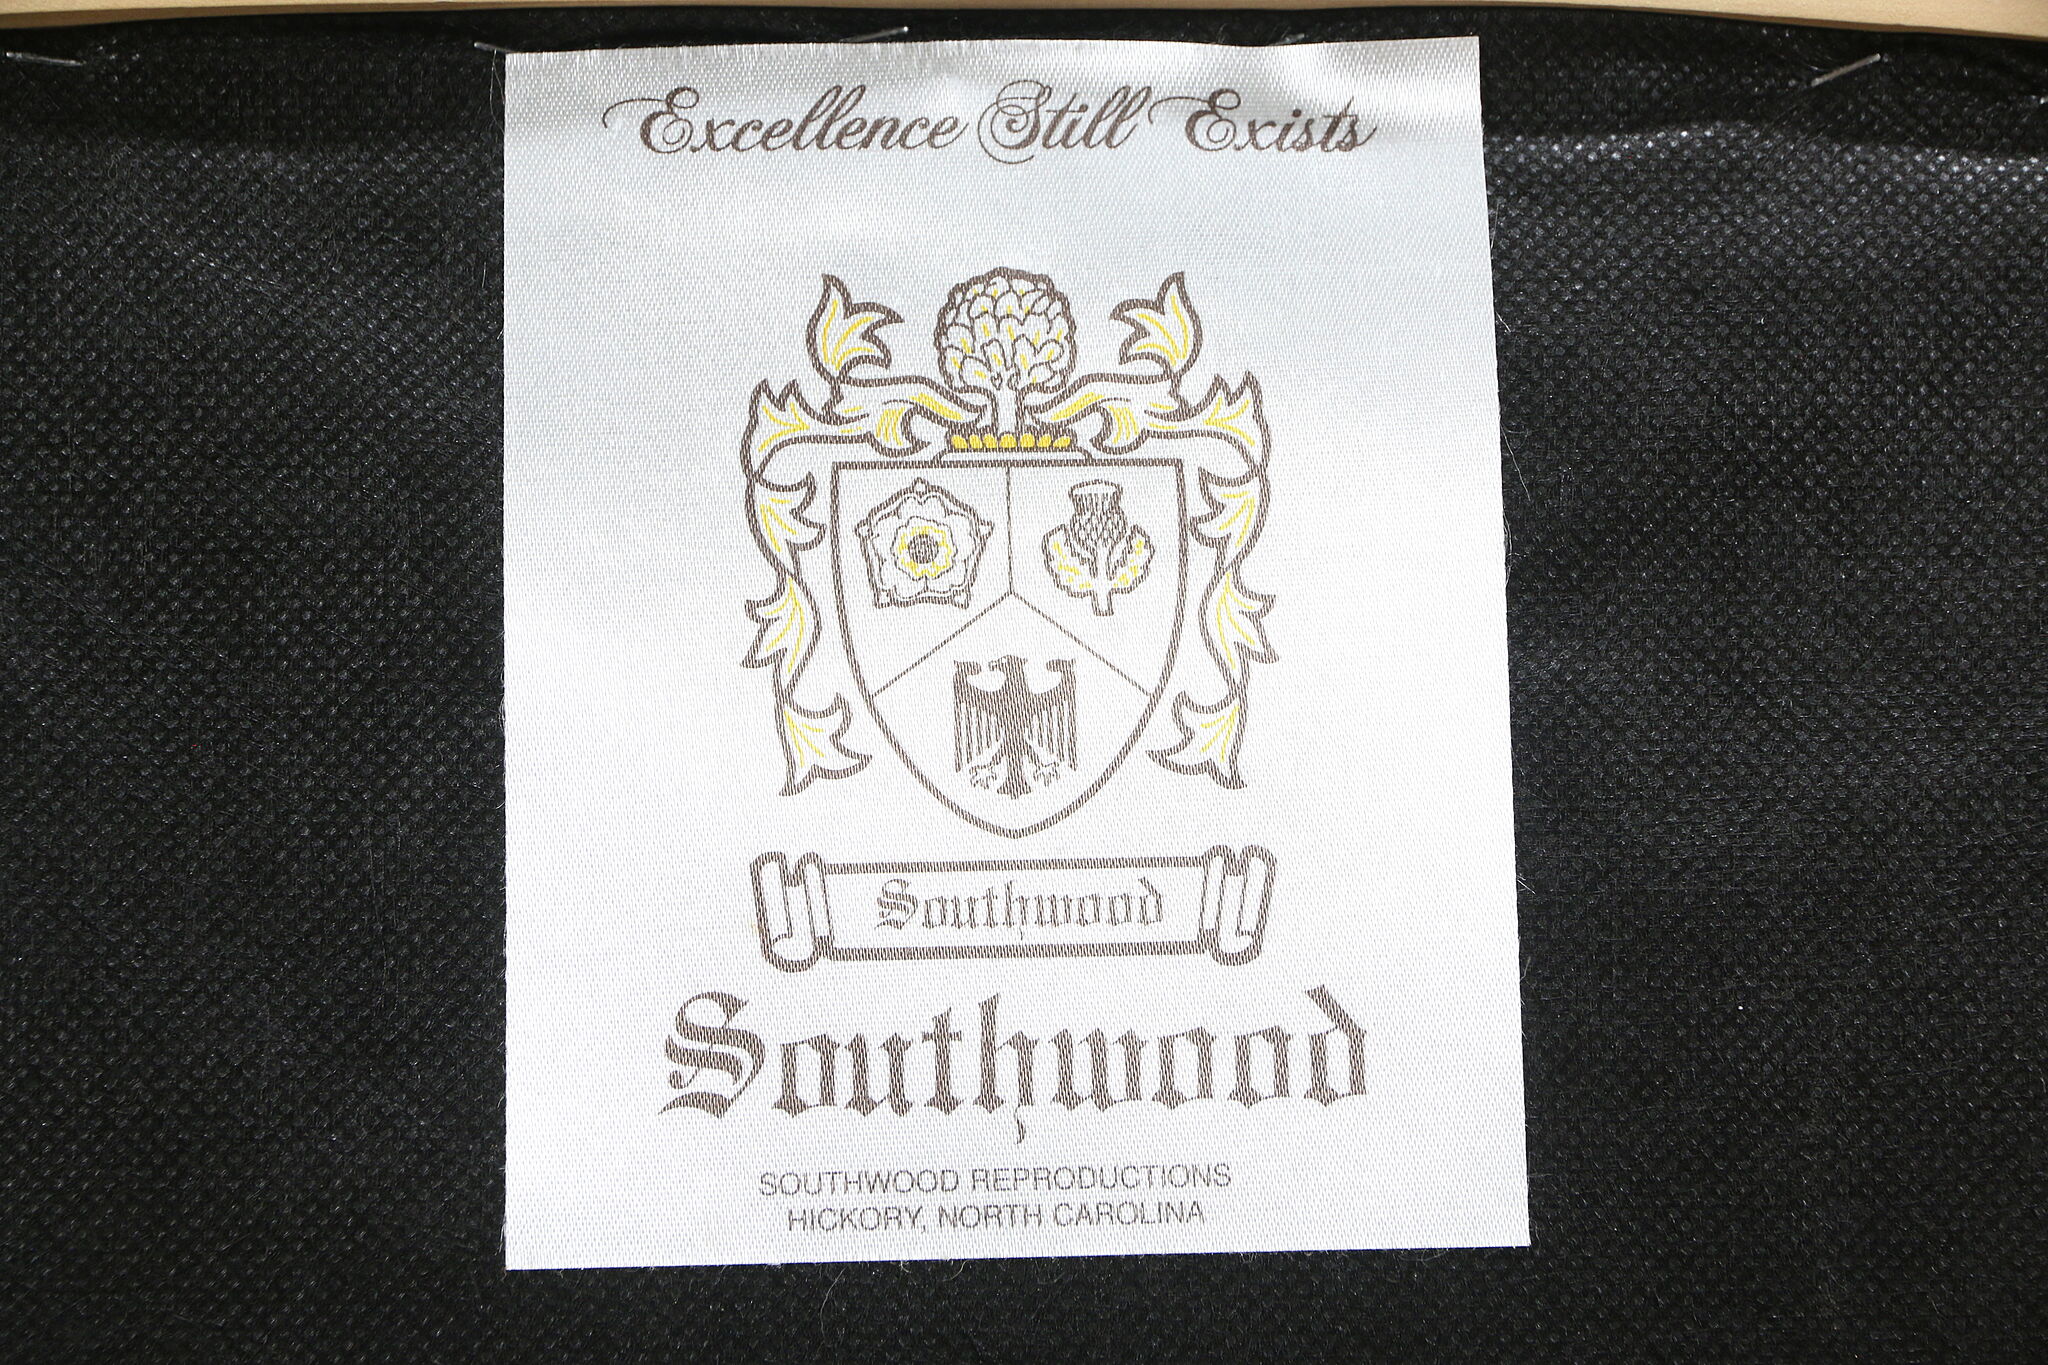 Excellence Still Exists
Southwood
Southwood
SOUTHWOOD REPRODUCTIONS
HICKORY, NORTH CAROLINA